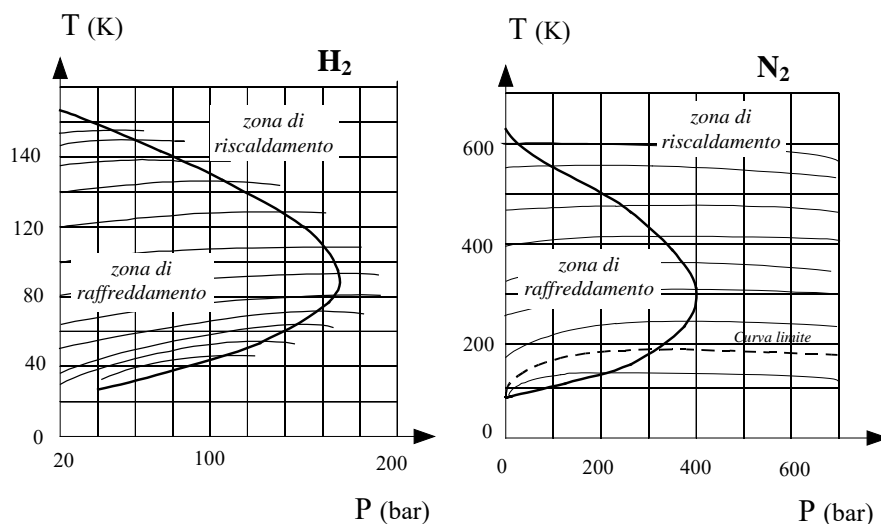 T (K)
H₂
zona di
riscaldamento
140
120
80
zona di
raffreddamento
40
0
20
100
200
P (bar)
T (K)
N₂
zona di
riscaldamento
600
400
zona di
raffreddamento
200
Curva limite
0
0
200
400
600
P (bar)